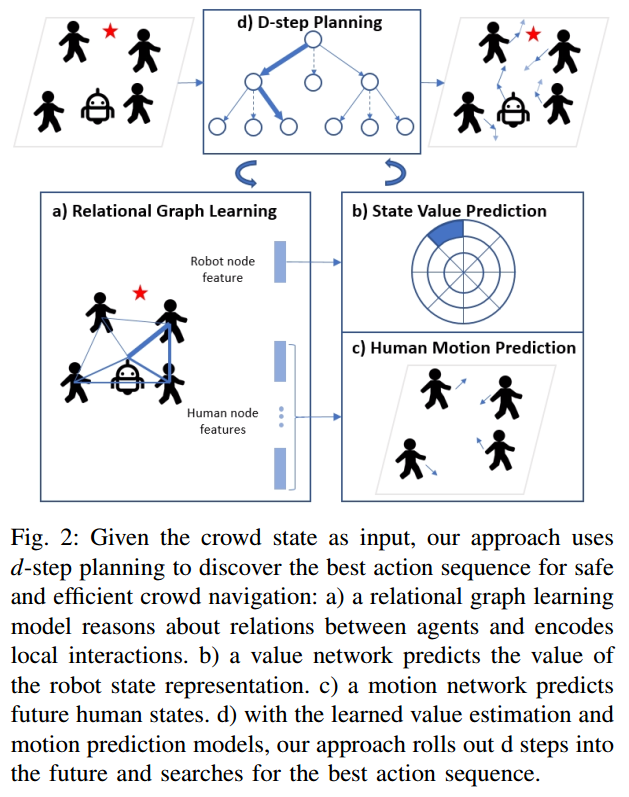 d) D-step Planning
a) Relational Graph Learning
Robot node
feature
Human node
features
b) State Value Prediction
c) Human Motion Prediction
Fig. 2: Given the crowd state as input, our approach uses
d-step planning to discover the best action sequence for safe
and efficient crowd navigation: a) a relational graph learning
model reasons about relations between agents and encodes
local interactions. b) a value network predicts the value of
the robot state representation. c) a motion network predicts
future human states. d) with the learned value estimation and
motion prediction models, our approach rolls out d steps into
the future and searches for the best action sequence.